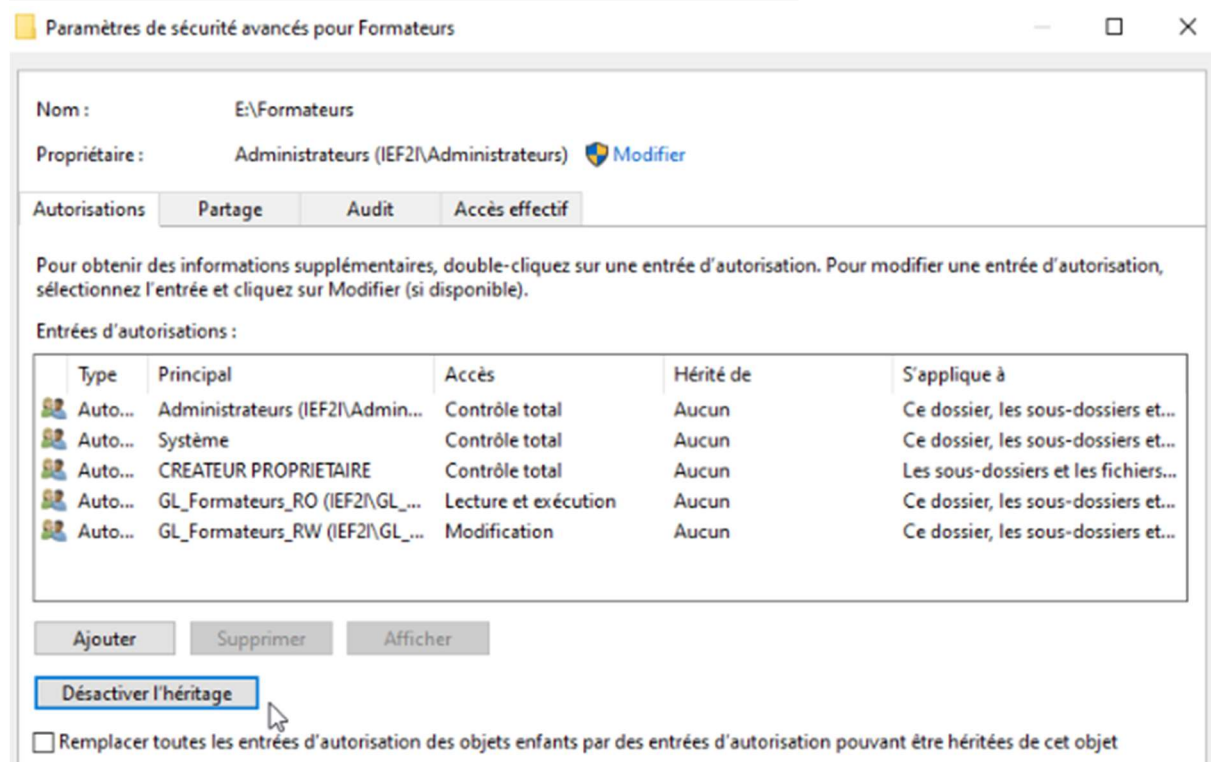 Paramètres de sécurité avancés pour Formateurs
Nom : E:\Formateurs
Propriétaire : Administrateurs (IEF2I\Administrateurs) Modifier
Autorisations Partage Audit Accès effectif
Pour obtenir des informations supplémentaires, double-cliquez sur une entrée d'autorisation. Pour modifier une entrée d'autorisation,
sélectionnez l'entrée et cliquez sur Modifier (si disponible).
Entrées d'autorisations :
Type Principal Accès Hérité de S'applique à
Auto... Administrateurs (IEF2I\Admin... Contrôle total Aucun Ce dossier, les sous-dossiers et...
Auto... Système Contrôle total Aucun Ce dossier, les sous-dossiers et...
Auto... CREATEUR PROPRIETAIRE Contrôle total Aucun Les sous-dossiers et les fichiers...
Auto... GL_Formateurs_RO (IEF2I\GL_... Lecture et exécution Aucun Ce dossier, les sous-dossiers et...
Auto... GL_Formateurs_RW (IEF2I\GL_... Modification Aucun Ce dossier, les sous-dossiers et...
Ajouter Supprimer Afficher
Désactiver l'héritage
Remplacer toutes les entrées d'autorisation des objets enfants par des entrées d'autorisation pouvant être héritées de cet objet